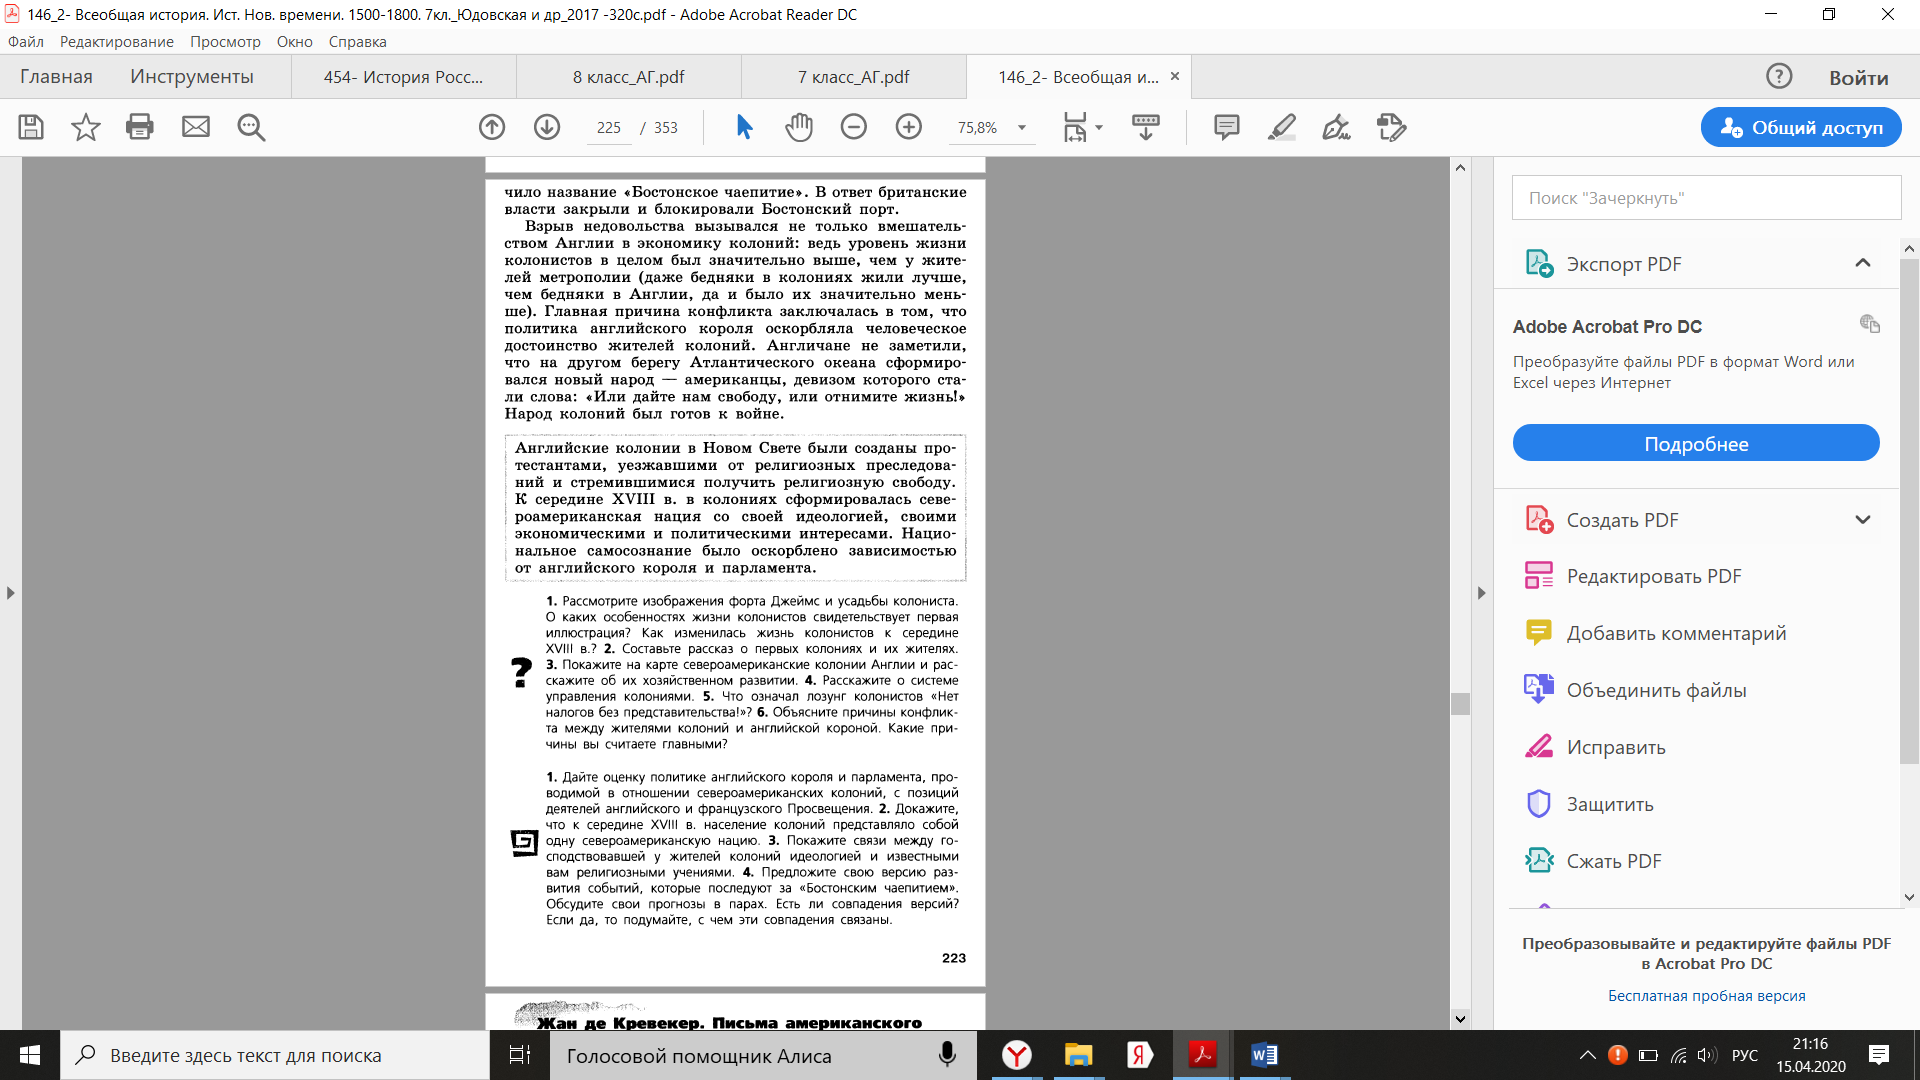 146_2- Всеобщая история. Ист. Нов. времени. 1500-1800. 7кл._Юдовская и др_2017 -320с.pdf - Adobe Acrobat Reader DC
Файл Редактирование Просмотр Окно Справка
Главная Инструменты 454- История Росс... 8 класс_АГ.pdf 7 класс_АГ.pdf 146_2- Всеобщая и... × Войти
225 / 353 75,8% Общий доступ
чило название «Бостонское чаепитие». В ответ британские
власти закрыли и блокировали Бостонский порт.
Взрыв недовольства вызывался не только вмешатель-
ством Англии в экономику колоний: ведь уровень жизни
колонистов в целом был значительно выше, чем у жите-
лей метрополии (даже бедняки в колониях жили лучше,
чем бедняки в Англии, да и было их значительно мень-
ше). Главная причина конфликта заключалась в том, что
политика английского короля оскорбляла человеческое
достоинство жителей колоний. Англичане не заметили,
что на другом берегу Атлантического океана сформиро-
вался новый народ — американцы, девизом которого ста-
ли слова: «Или дайте нам свободу, или отнимите жизнь!»
Народ колоний был готов к войне.
Английские колонии в Новом Свете были созданы про-
тестантами, уезжавшими от религиозных преследова-
ний и стремившимися получить религиозную свободу.
К середине XVIII в. в колониях сформировалась севе-
роамериканская нация со своей идеологией, своими
экономическими и политическими интересами. Нацио-
нальное самосознание было оскорблено зависимостью
от английского короля и парламента.
1. Рассмотрите изображения форта Джеймс и усадьбы колониста.
О каких особенностях жизни колонистов свидетельствует первая
иллюстрация? Как изменилась жизнь колонистов к середине
XVIII в.? 2. Составьте рассказ о первых колониях и их жителях.
3. Покажите на карте североамериканские колонии Англии и рас-
скажите об их хозяйственном развитии. 4. Расскажите о системе
управления колониями. 5. Что означал лозунг колонистов «Нет
налогов без представительства!»? 6. Объясните причины конфлик-
та между жителями колоний и английской короной. Какие при-
чины вы считаете главными?
?
1. Дайте оценку политике английского короля и парламента, про-
водимой в отношении североамериканских колоний, с позиций
деятелей английского и французского Просвещения. 2. Докажите,
что к середине XVIII в. население колоний представляло собой
одну североамериканскую нацию. 3. Покажите связи между го-
сподствовавшей у жителей колоний идеологией и известными
вам религиозными учениями. 4. Предложите свою версию раз-
вития событий, которые последуют за «Бостонским чаепитием».
Обсудите свои прогнозы в парах. Есть ли совпадения версий?
Если да, то подумайте, с чем эти совпадения связаны.
223
Жан де Кревекер. Письма американского
Поиск "Зачеркнуть"
Экспорт PDF
Adobe Acrobat Pro DC
Преобразуйте файлы PDF в формат Word или
Excel через Интернет
Подробнее
Создать PDF
Редактировать PDF
Добавить комментарий
Объединить файлы
Исправить
Защитить
Сжать PDF
Преобразовывайте и редактируйте файлы PDF
в Acrobat Pro DC
Бесплатная пробная версия
Введите здесь текст для поиска
Голосовой помощник Алиса
РУС
21:16
15.04.2020